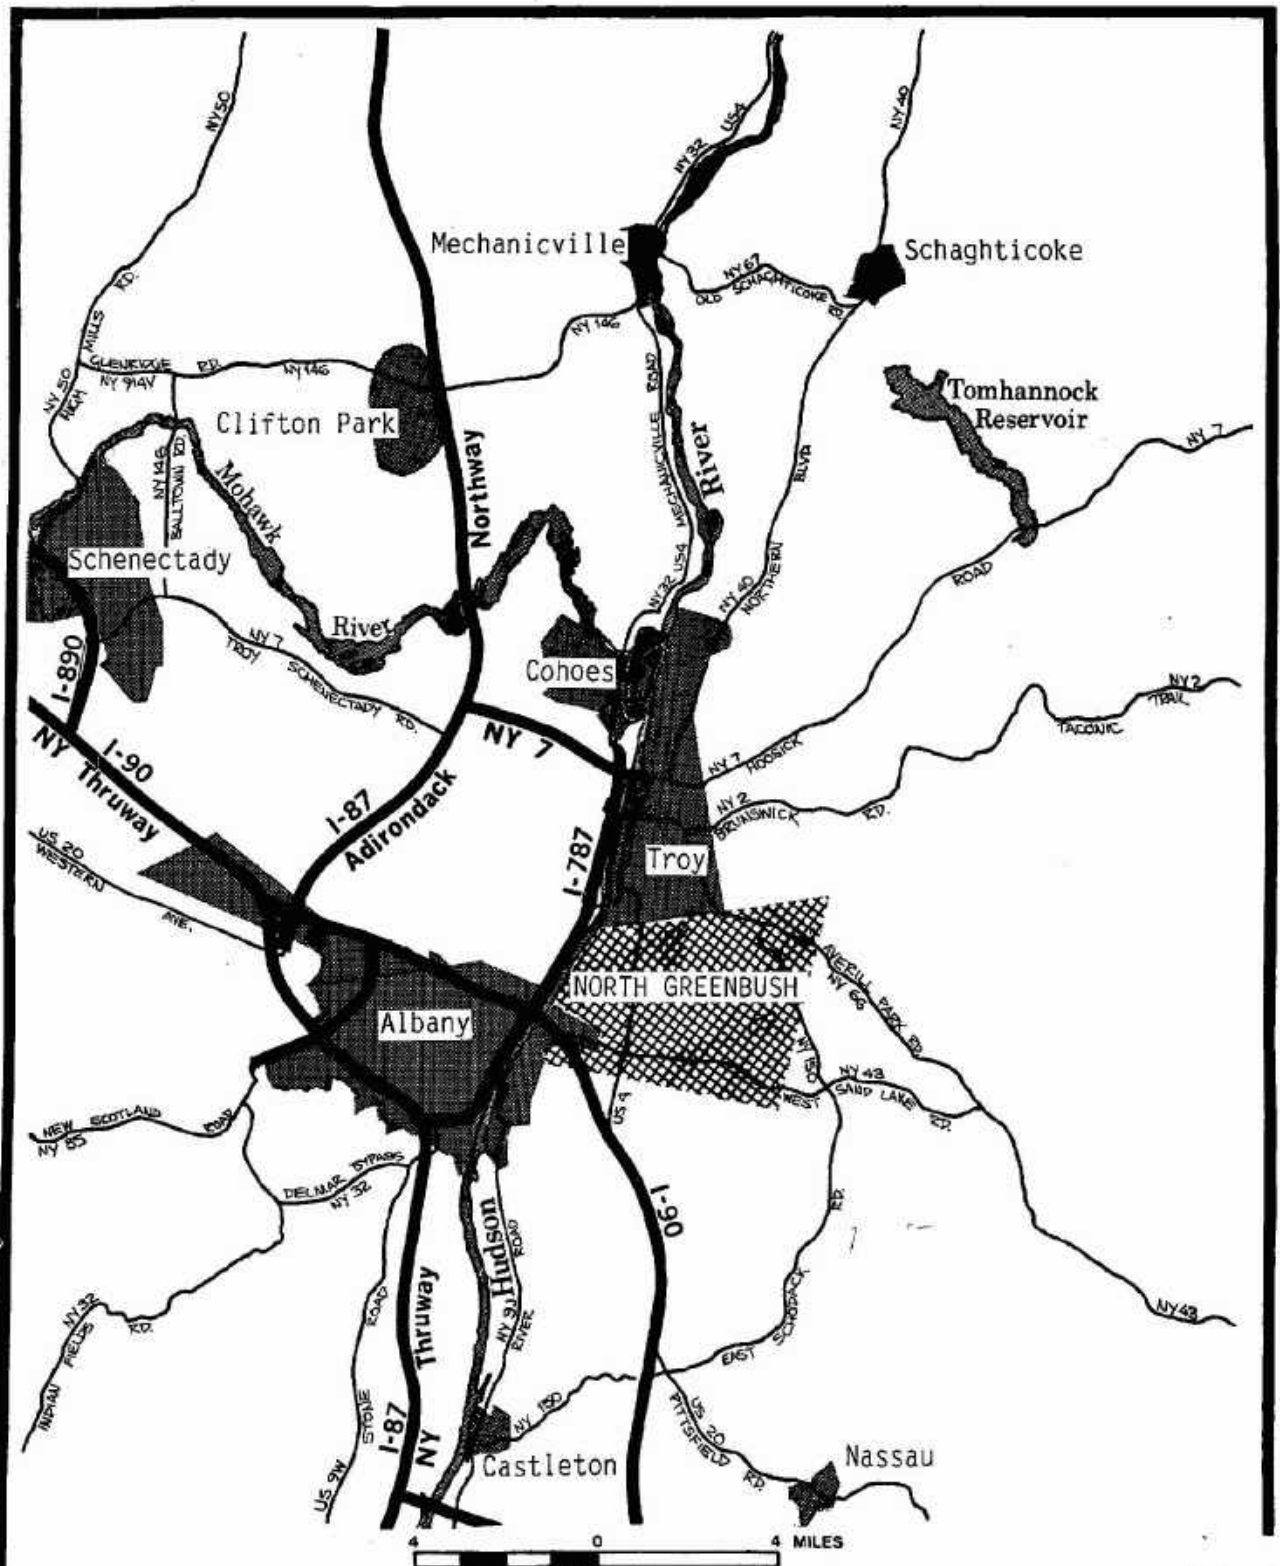 NY 50
US 4
NY 32
NY 40
Mechanicville
Schaghticoke
NY 67
OLD SCHAGHTICOKE RD.
RD.
MILLS
NY 146
GLENRIDGE RD.
NY 914V
NY 146
NY 50
HIGH
Clifton Park
Tomhannock
Reservoir
NY 7
ROAD
MECHANICVILLE
River
BLVD
Northway
NY 146
BALLTOWN RD.
Mohawk
Schenectady
US 4
NY 32
NY 40
NORTHERN
ROAD
River
NY 7
TROY SCHENECTADY RD.
Cohoes
I-890
NY 2
TACONIC TRAIL
NY 7
NY 7
HOOSICK
NY Thruway
I-90
I-87
Adirondack
NY 2
BRUNSWICK RD.
US 20
WESTERN AVE.
I-787
Troy
NORTH GREENBUSH
AVERILL PARK RD.
NY 66
Albany
NY 150
NY 43
WEST SAND LAKE RD.
US 4
NEW SCOTLAND ROAD
NY 85
DELMAR BYPASS
NY 32
I-90
RD.
Hudson
ROAD
NY 9J
RIVER
NY 32
INDIAN FIELDS RD.
ROAD
STONE
US 9W
Thruway
NY
I-87
EAST SCHODACK
NY 150
US 20
PITTSFIELD RD.
Castleton
Nassau
NY 43
4 0 4 MILES